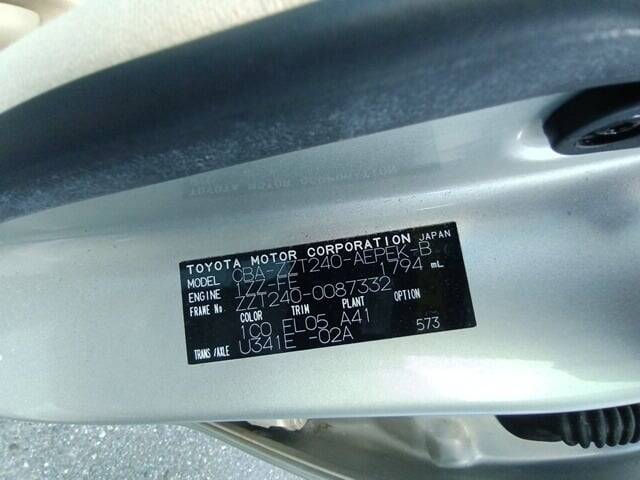 TOYOTA MOTOR CORPORATION JAPAN
MODEL CBA-ZZT240-AEPEK-B
ENGINE 1ZZ-FE 1794 mL
FRAME No. ZZT240-0087332
COLOR TRIM PLANT OPTION
1C0 EL05 A41
TRANS/AXLE U341E -02A 573